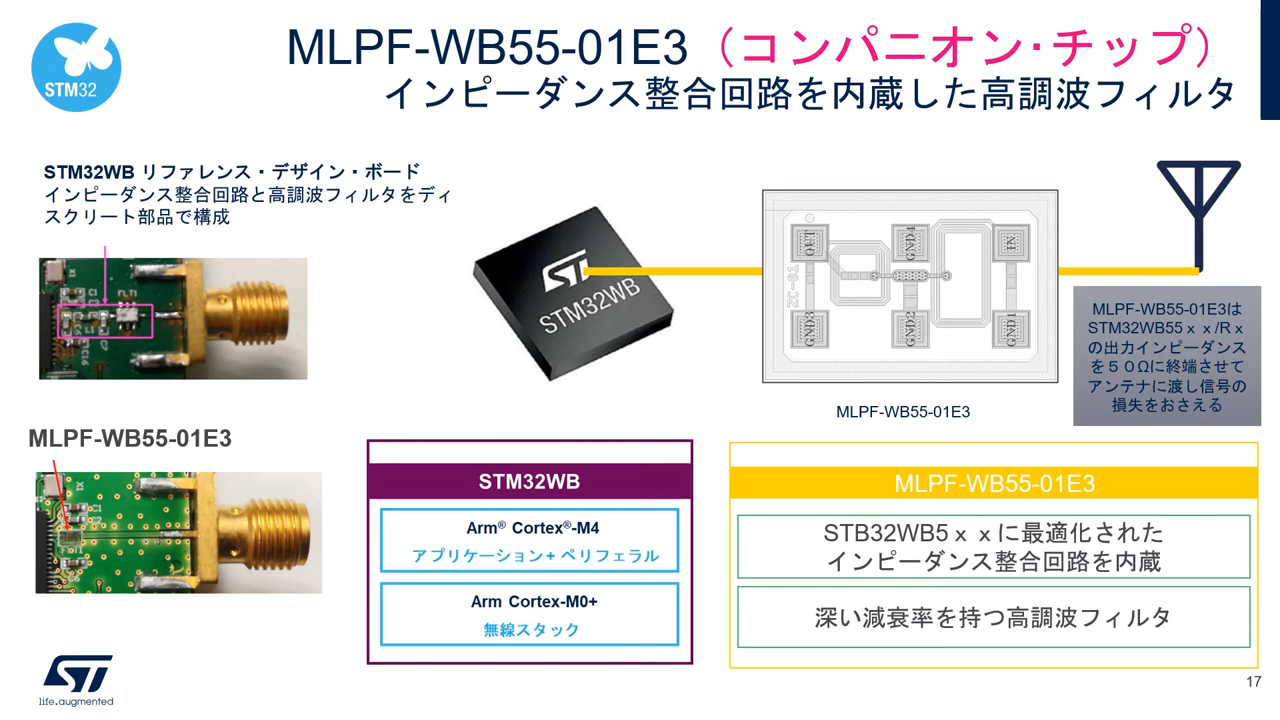 STM32
MLPF-WB55-01E3（コンパニオン・チップ）
インピーダンス整合回路を内蔵した高調波フィルタ
STM32WB リファレンス・デザイン・ボード
インピーダンス整合回路と高調波フィルタをディ
スクリート部品で構成
C1
C2
FLT1
L1
ST
STM32WB
OUT
GND4
IN
GND3
GND2
GND1
MLPF-WB55-01E3
MLPF-WB55-01E3は
STM32WB55ｘｘ/Rｘ
の出力インピーダンス
を５０Ωに終端させて
アンテナに渡し信号の
損失をおさえる
MLPF-WB55-01E3
X1
C1
C2
STM32WB
Arm® Cortex®-M4
アプリケーション+ ペリフェラル
Arm Cortex-M0+
無線スタック
MLPF-WB55-01E3
STB32WB5ｘｘに最適化された
インピーダンス整合回路を内蔵
深い減衰率を持つ高調波フィルタ
ST
life.augmented
17